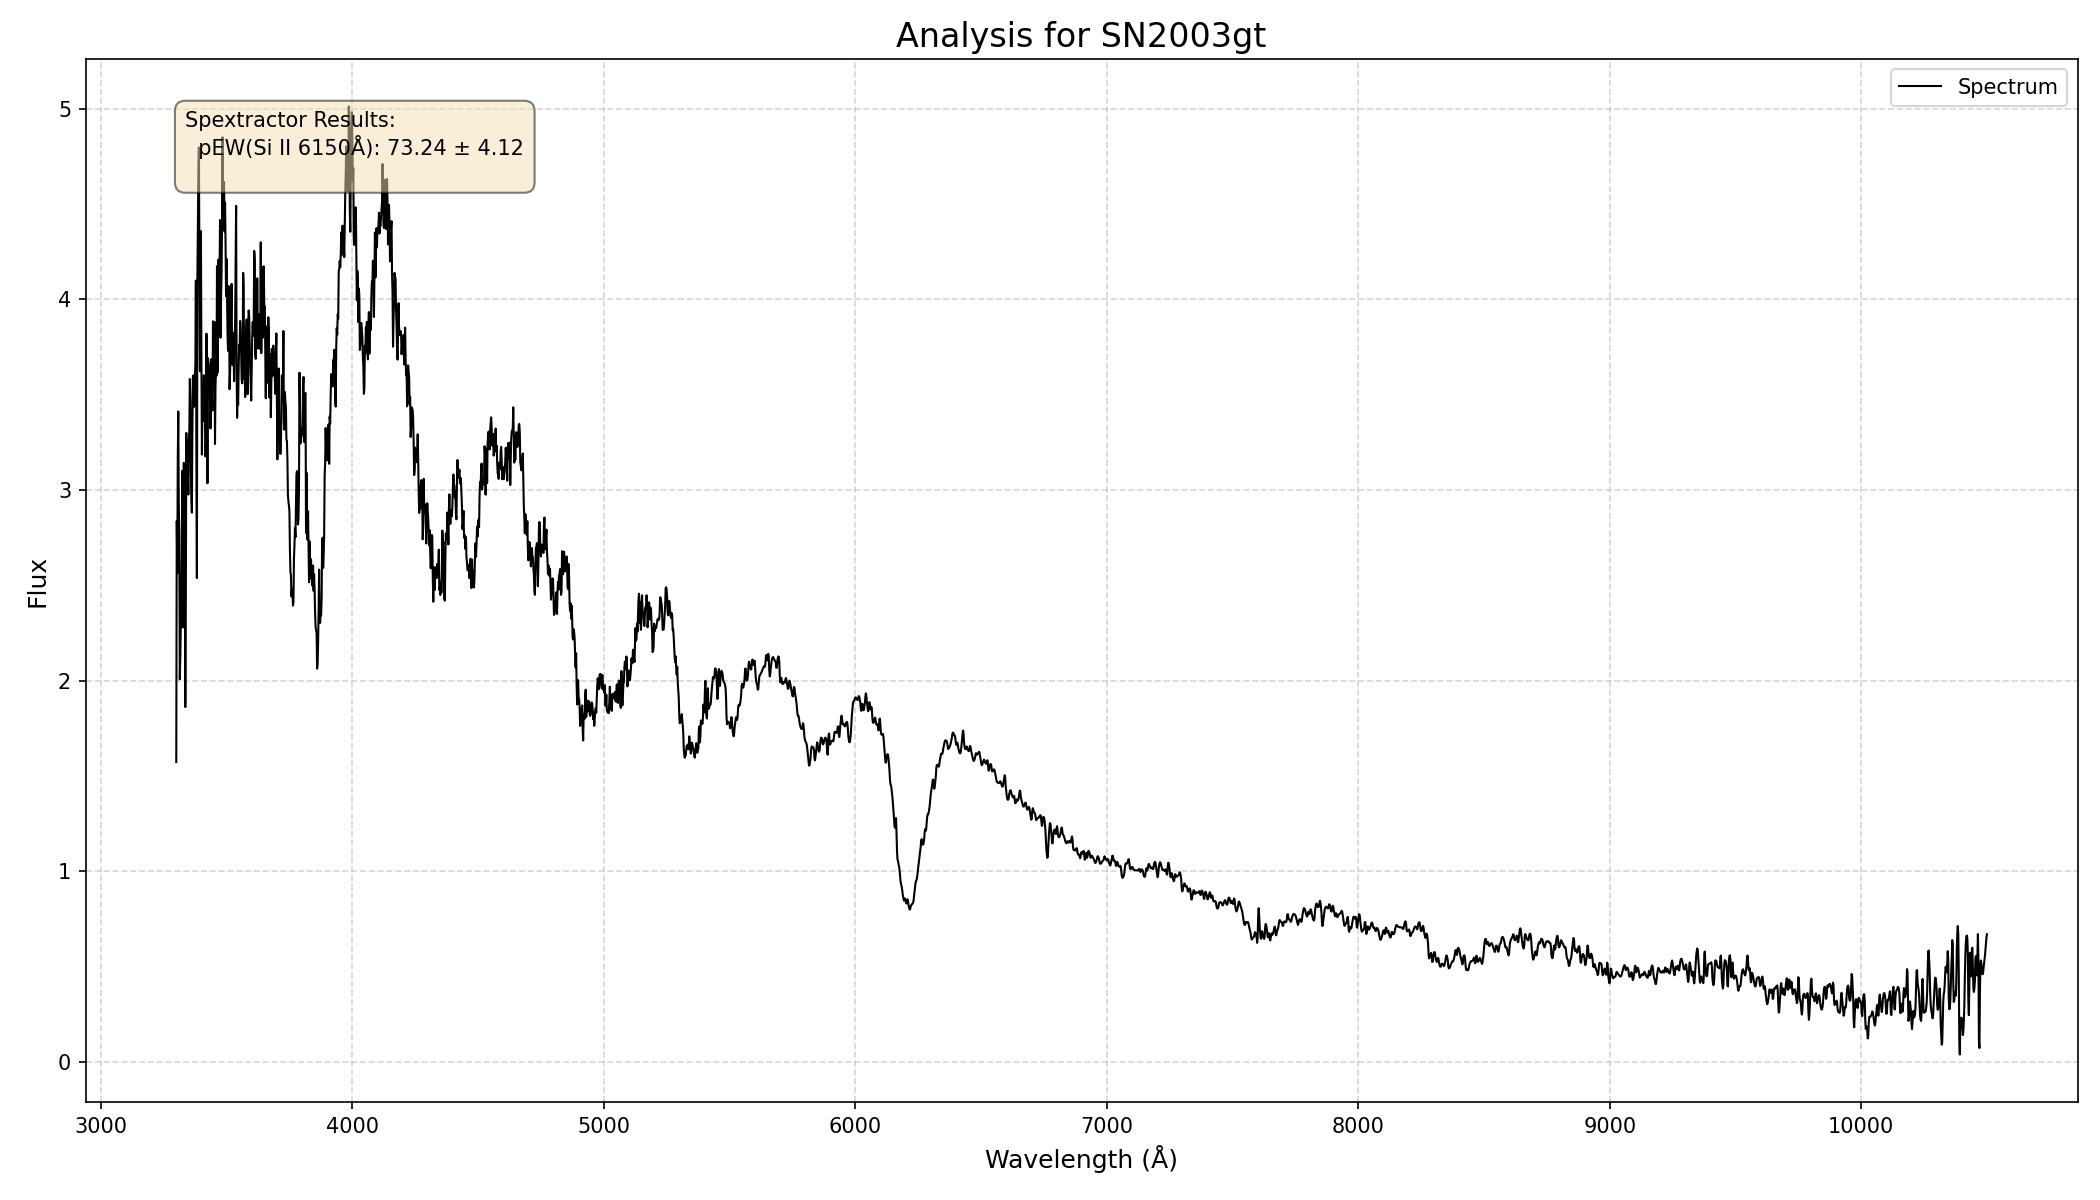 Analysis for SN2003gt
Spectrum
Spextractor Results:
pEW(Si II 6150Å): 73.24 ± 4.12
5
4
3
2
1
0
Flux
3000 4000 5000 6000 7000 8000 9000 10000
Wavelength (Å)